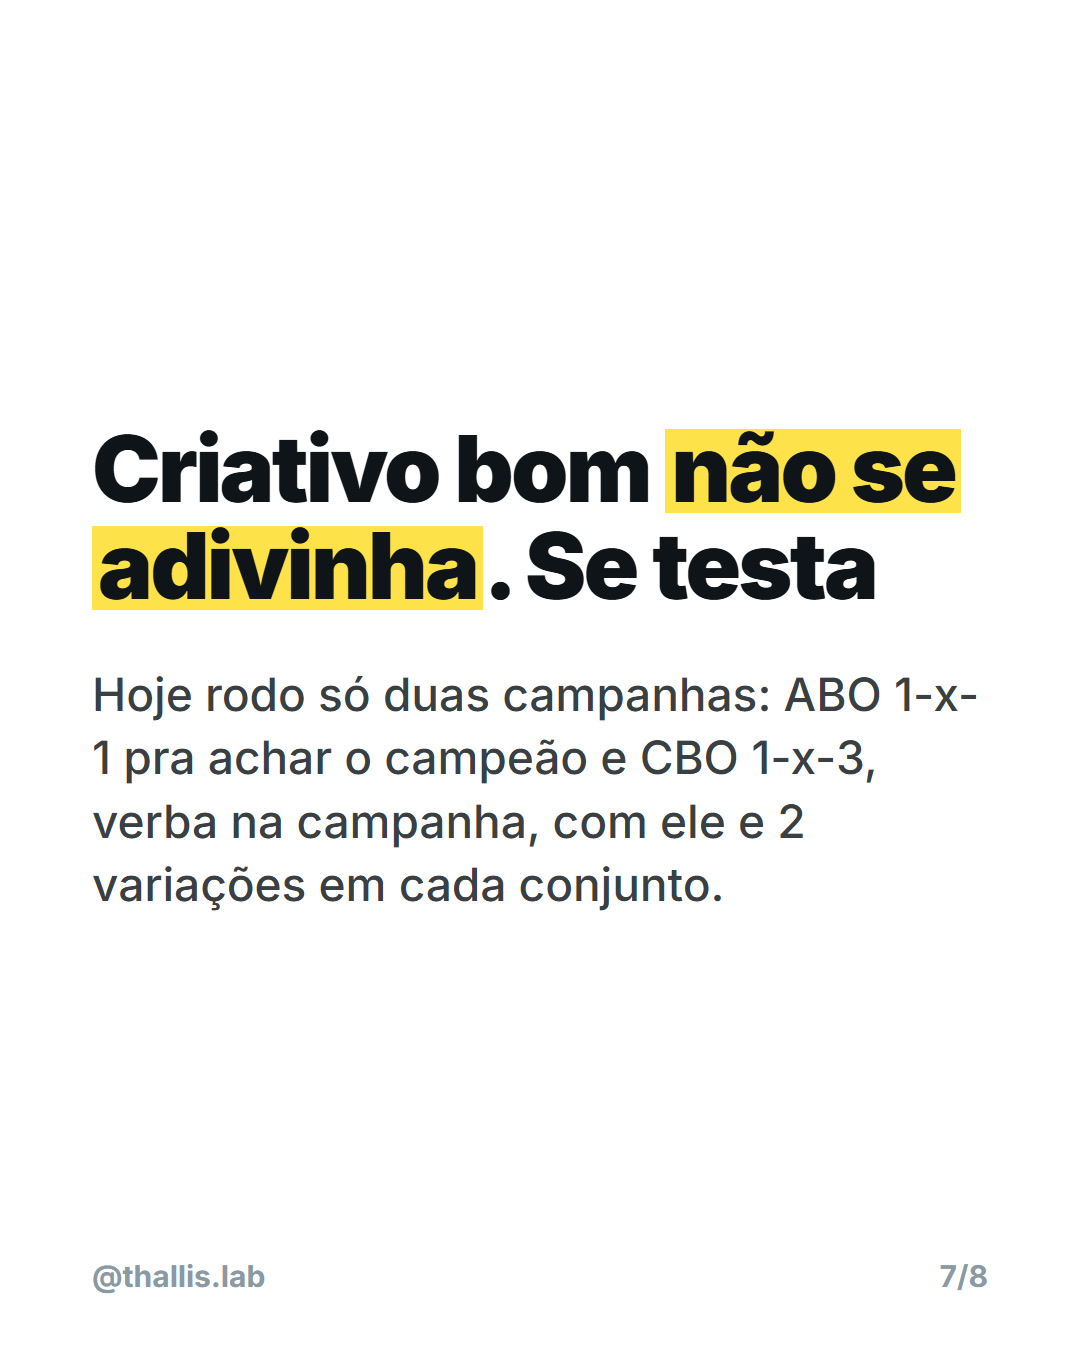 Criativo bom não se
adivinha. Se testa
Hoje rodo só duas campanhas: ABO 1-x-
1 pra achar o campeão e CBO 1-x-3,
verba na campanha, com ele e 2
variações em cada conjunto.
@thallis.lab
7/8